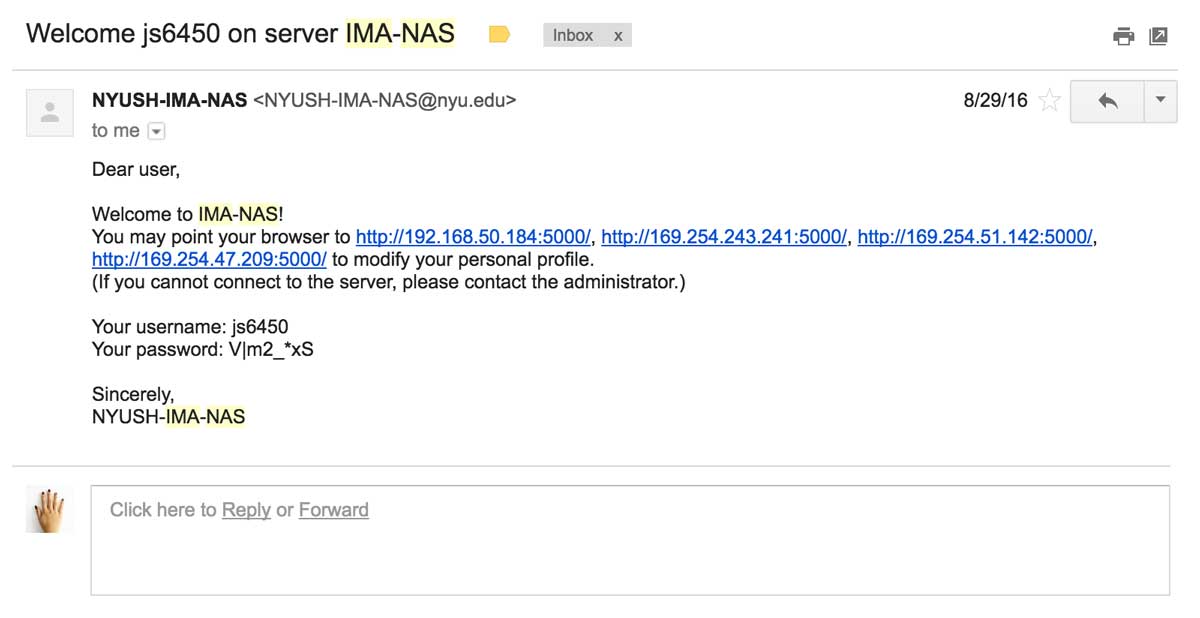 Welcome js6450 on server IMA-NAS Inbox x
NYUSH-IMA-NAS <NYUSH-IMA-NAS@nyu.edu> 8/29/16
to me
Dear user,
Welcome to IMA-NAS!
You may point your browser to http://192.168.50.184:5000/, http://169.254.243.241:5000/, http://169.254.51.142:5000/,
http://169.254.47.209:5000/ to modify your personal profile.
(If you cannot connect to the server, please contact the administrator.)
Your username: js6450
Your password: V|m2_*xS
Sincerely,
NYUSH-IMA-NAS
Click here to Reply or Forward